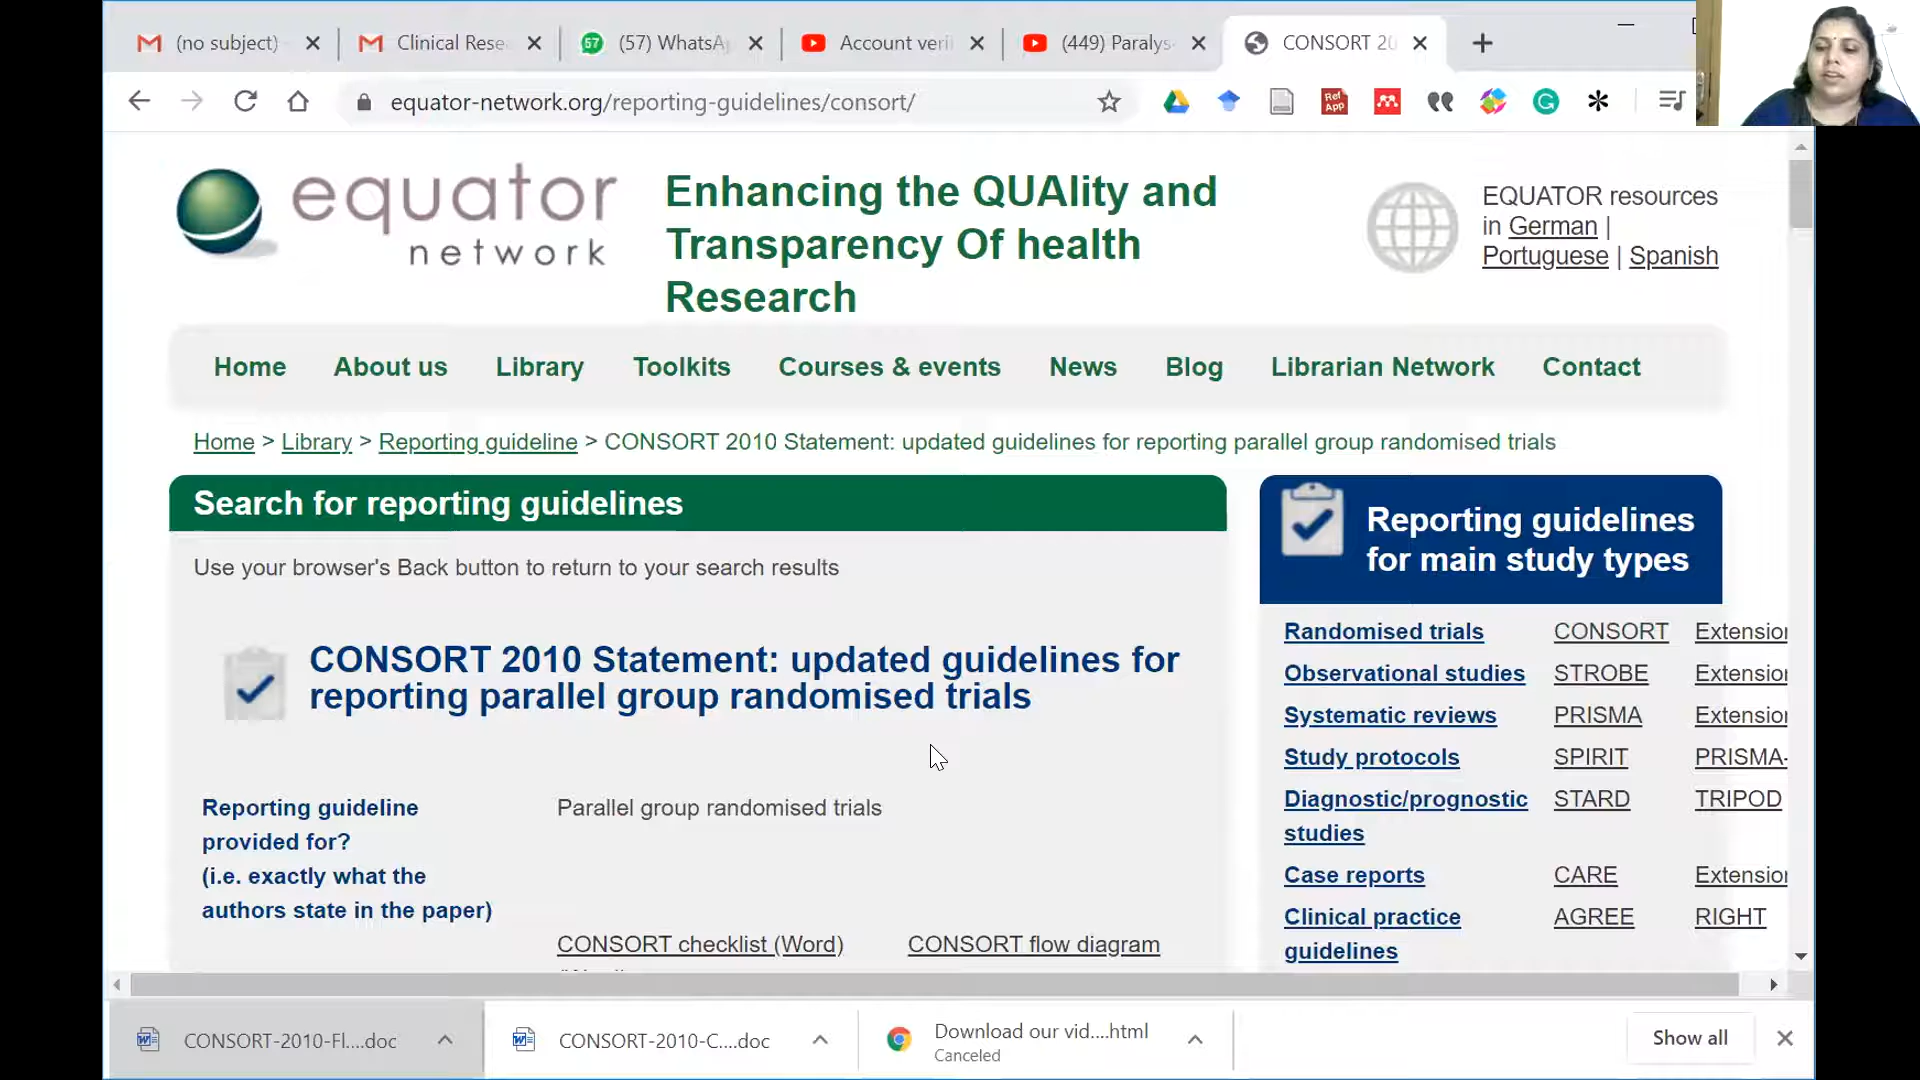 (no subject)
Clinical Rese
57
(57) WhatsA
Account veri
(449) Paralys
CONSORT 20
equator-network.org/reporting-guidelines/consort/
Ref
App
equator
network
Enhancing the QUAlity and
Transparency Of health
Research
EQUATOR resources
in German |
Portuguese | Spanish
Home About us Library Toolkits Courses & events News Blog Librarian Network Contact
Home > Library > Reporting guideline > CONSORT 2010 Statement: updated guidelines for reporting parallel group randomised trials
Search for reporting guidelines
Use your browser's Back button to return to your search results
CONSORT 2010 Statement: updated guidelines for
reporting parallel group randomised trials
Reporting guideline
provided for?
(i.e. exactly what the
authors state in the paper)
Parallel group randomised trials
CONSORT checklist (Word) CONSORT flow diagram
Reporting guidelines
for main study types
Randomised trials CONSORT Extension
Observational studies STROBE Extension
Systematic reviews PRISMA Extension
Study protocols SPIRIT PRISMA-
Diagnostic/prognostic STARD TRIPOD
studies
Case reports CARE Extension
Clinical practice AGREE RIGHT
guidelines
CONSORT-2010-Fl....doc
CONSORT-2010-C....doc
Download our vid....html
Canceled
Show all